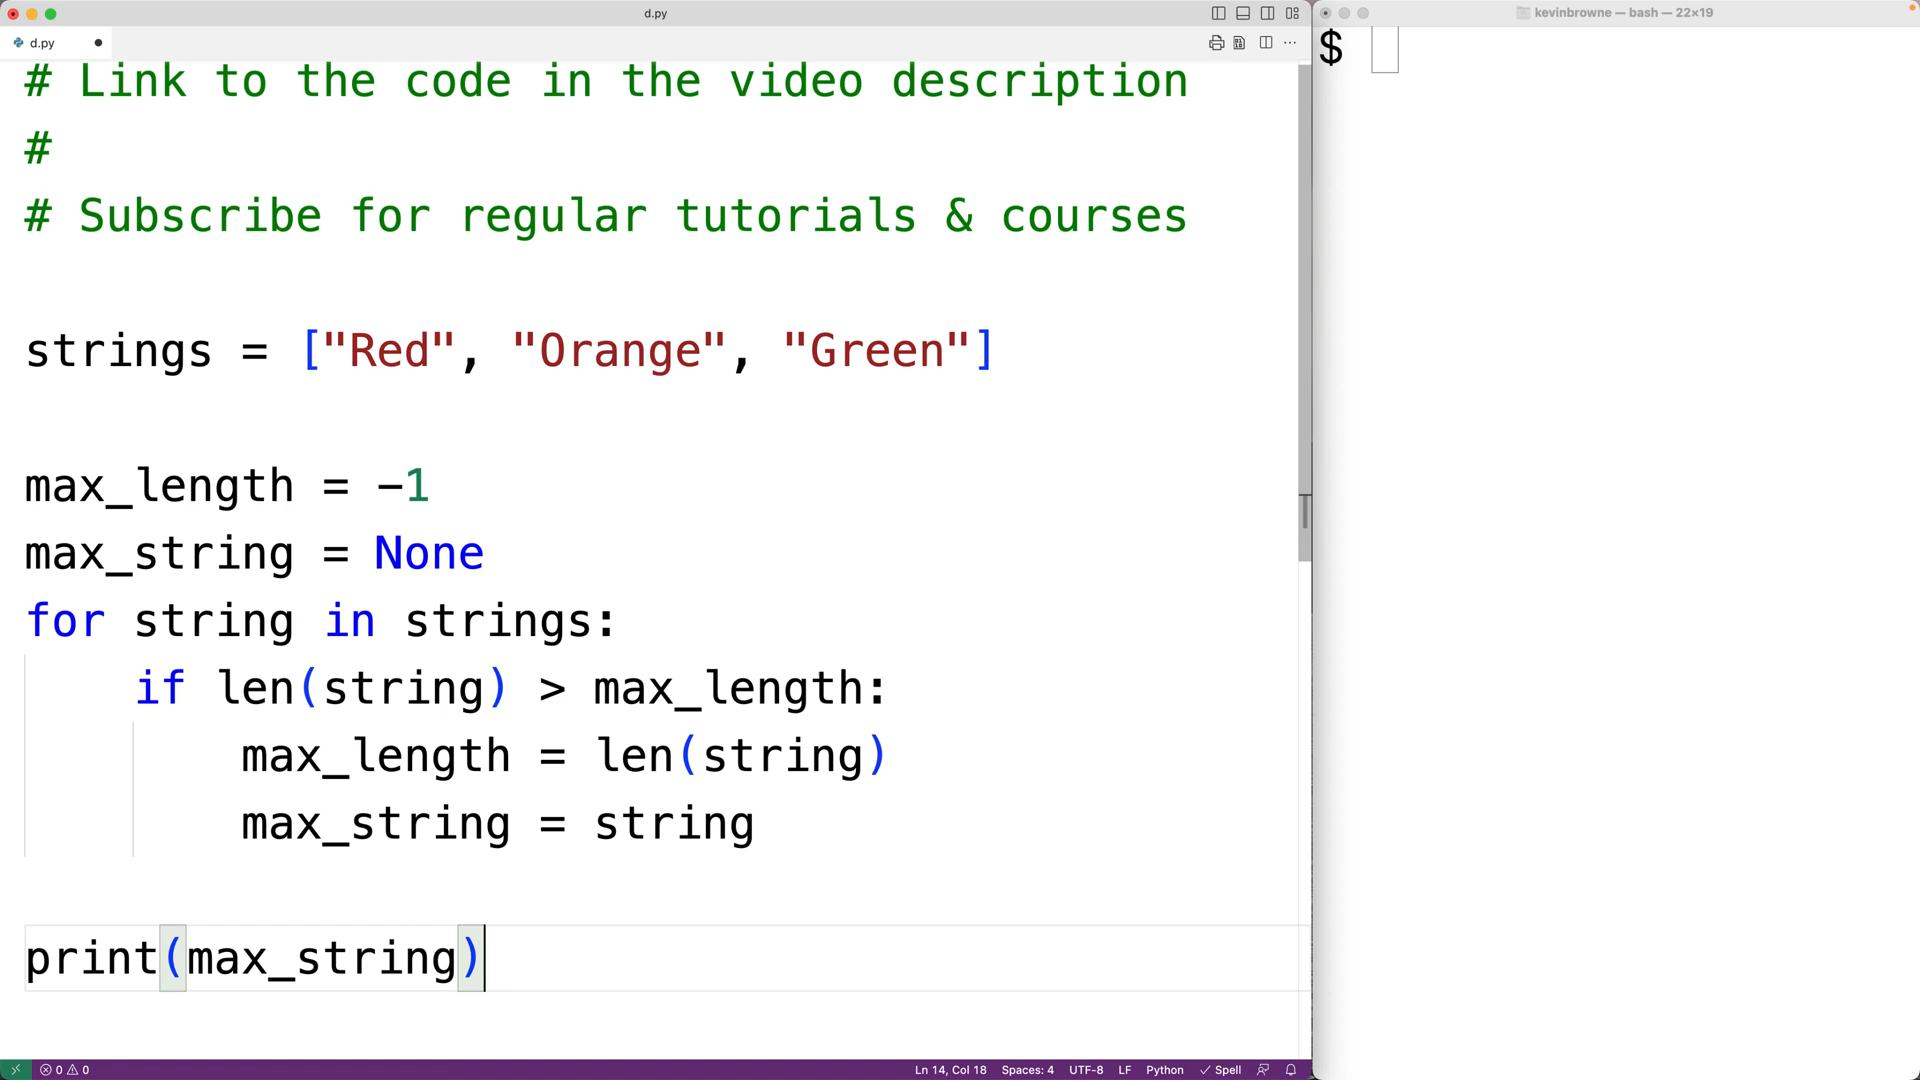 d.py
kevinbrowne — bash — 22×19
d.py
$
# Link to the code in the video description
#
# Subscribe for regular tutorials & courses
strings = ["Red", "Orange", "Green"]
max_length = -1
max_string = None
for string in strings:
    if len(string) > max_length:
        max_length = len(string)
        max_string = string
print(max_string)
0 0 Ln 14, Col 18 Spaces: 4 UTF-8 LF Python Spell